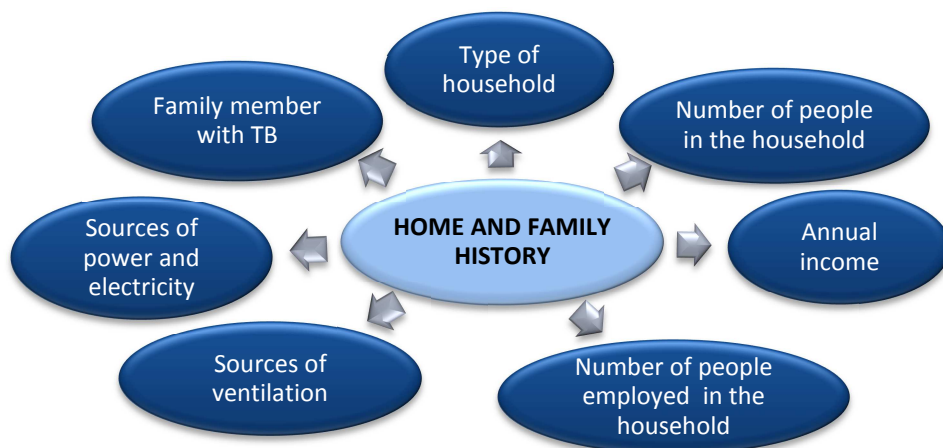 Type of
household
Family member
with TB
Number of people
in the household
HOME AND FAMILY
HISTORY
Sources of
power and
electricity
Annual
income
Sources of
ventilation
Number of people
employed  in the
household